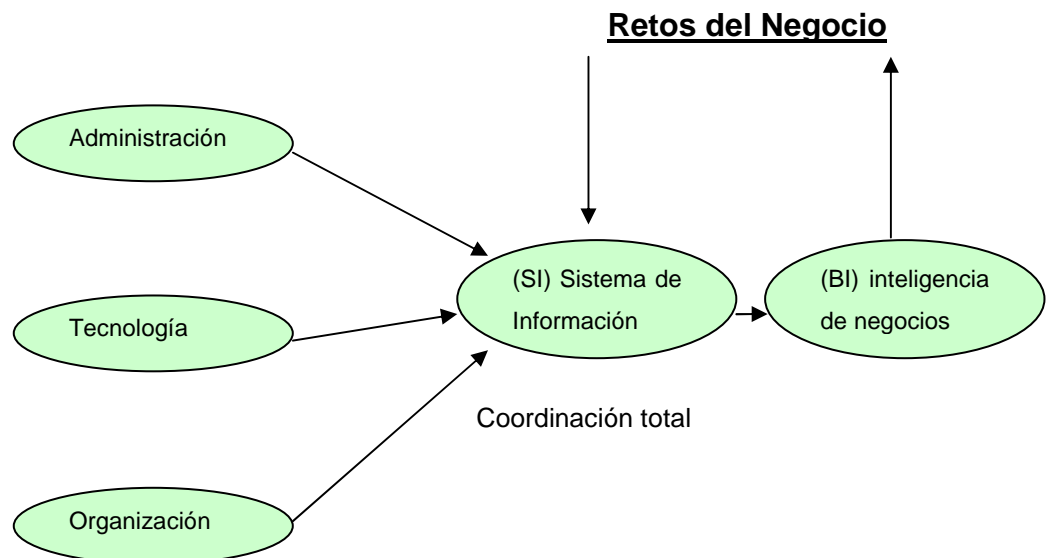 Retos del Negocio
Administración
(SI) Sistema de
Información
(BI) inteligencia
de negocios
Tecnología
Coordinación total
Organización